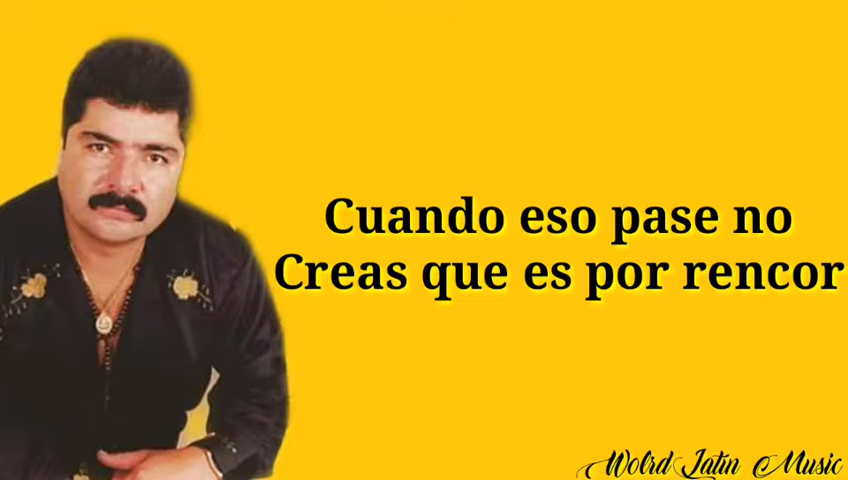 Cuando eso pase no
Creas que es por rencor
Wolrd Latin Music